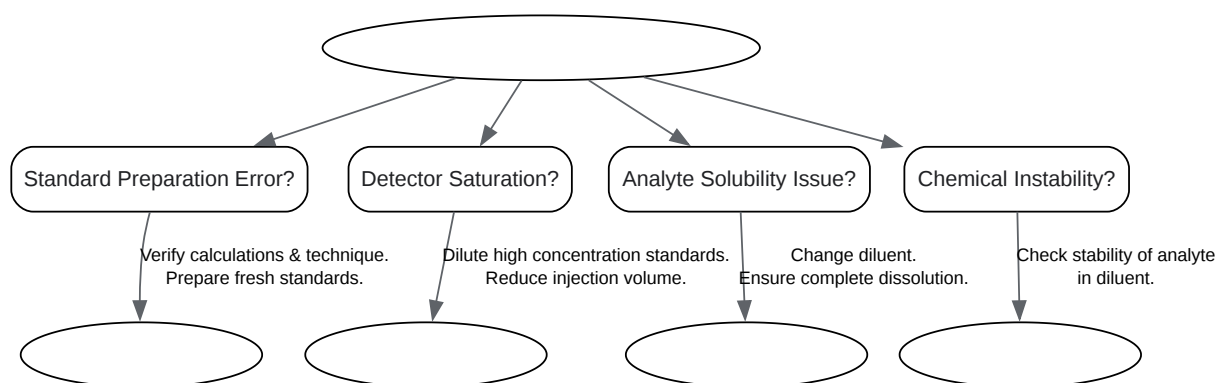 Standard Preparation Error?
Detector Saturation?
Analyte Solubility Issue?
Chemical Instability?
Verify calculations & technique.
Prepare fresh standards.
Dilute high concentration standards.
Reduce injection volume.
Change diluent.
Ensure complete dissolution.
Check stability of analyte
in diluent.